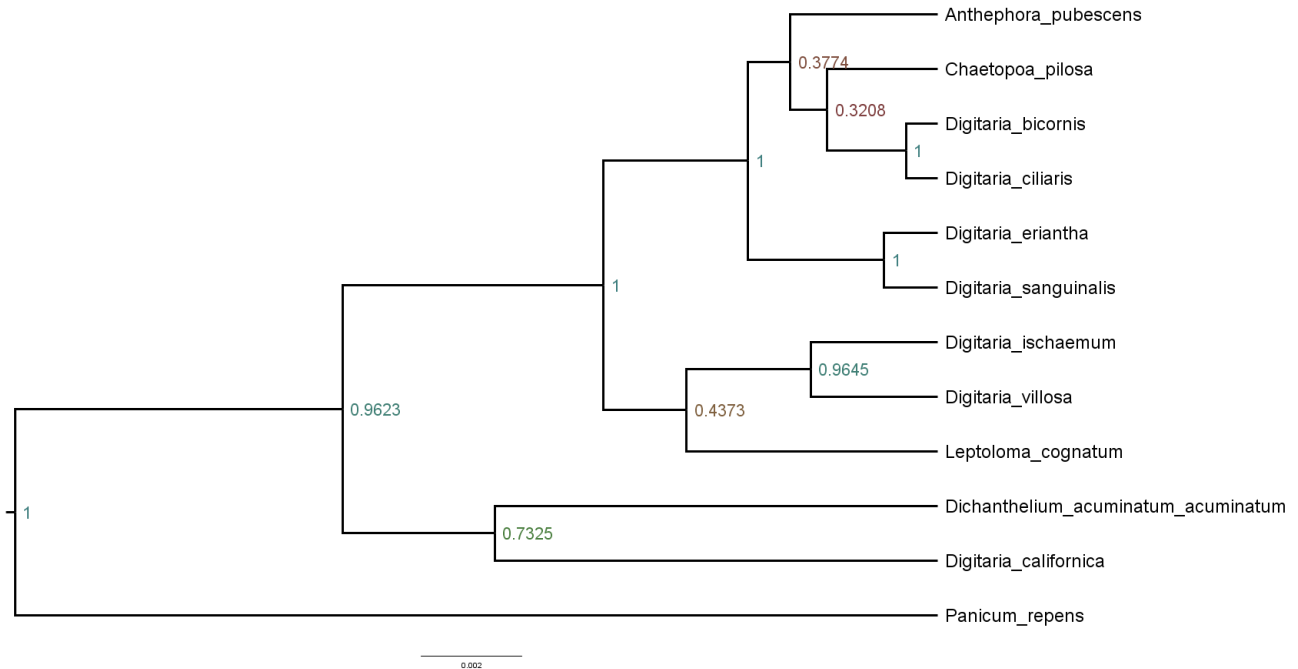 Anthephora_pubescens
0.3774
Chaetopoa_pilosa
0.3208
Digitaria_bicornis
1
Digitaria_ciliaris
1
Digitaria_eriantha
1
Digitaria_sanguinalis
1
Digitaria_ischaemum
0.9645
Digitaria_villosa
0.9623
0.4373
Leptoloma_cognatum
Dichanthelium_acuminatum_acuminatum
1
0.7325
Digitaria_californica
Panicum_repens
0.002